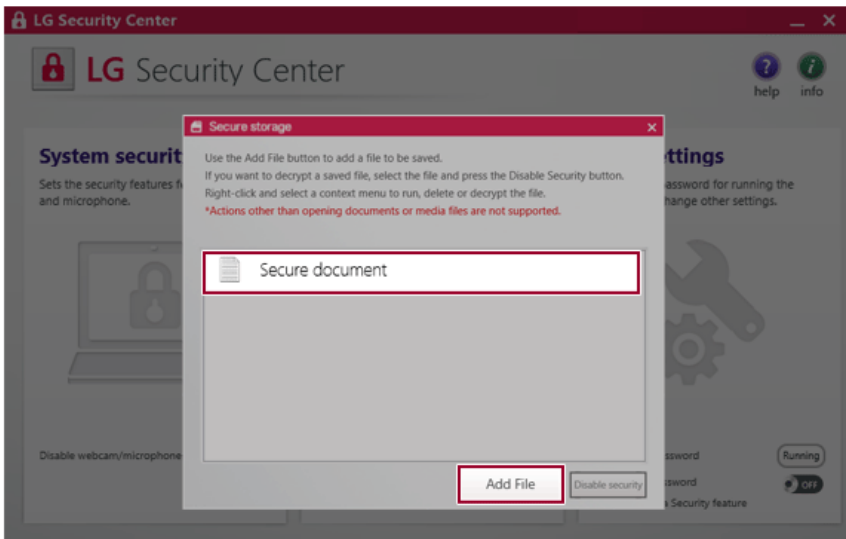 LG Security Center
LG Security Center
help info
Secure storage
Use the Add File button to add a file to be saved.
If you want to decrypt a saved file, select the file and press the Disable Security button.
Right-click and select a context menu to run, delete or decrypt the file.
*Actions other than opening documents or media files are not supported.
System securit
Sets the security features f
and microphone.
ttings
assword for running the
hange other settings.
Secure document
Disable webcam/microphone
ssword
Running
Add File
Disable security
sword
OFF
Security feature